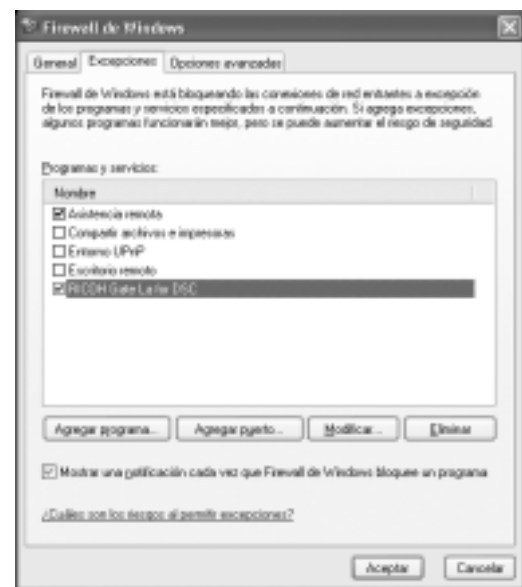 Firewall de Windows
General Excepciones Opciones avanzadas
Firewall de Windows está bloqueando las conexiones de red entrantes a excepción
de los programas y servicios especificados a continuación. Si agrega excepciones,
algunos programas funcionarán mejor, pero se puede aumentar el riesgo de seguridad.
Programas y servicios:
Nombre
Asistencia remota
Compartir archivos e impresoras
Entorno UPnP
Escritorio remoto
RICOH Gate La for DSC
Agregar programa... Agregar puerto... Modificar... Eliminar
Mostrar una notificación cada vez que Firewall de Windows bloquee un programa
¿Cuáles son los riesgos al permitir excepciones?
Aceptar Cancelar